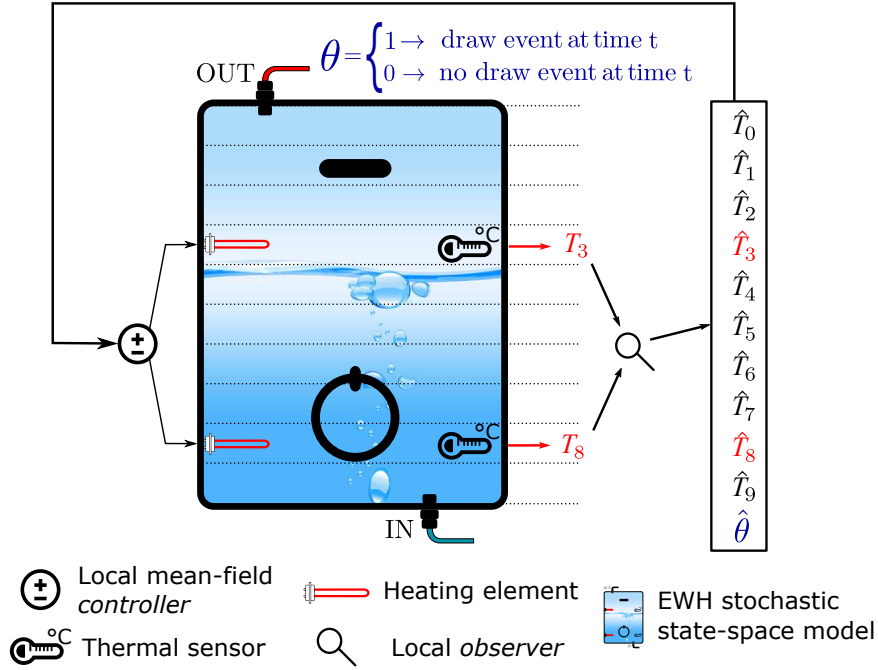 θ = { 1 → draw event at time t
0 → no draw event at time t
OUT
T̂₀
T̂₁
T̂₂
°C
T₃
T̂₃
T̂₄
±
T̂₅
T̂₆
T̂₇
°C
T₈
T̂₈
T̂₉
IN
θ̂
± Local mean-field
controller
Heating element
EWH stochastic
state-space model
°C Thermal sensor
Local observer